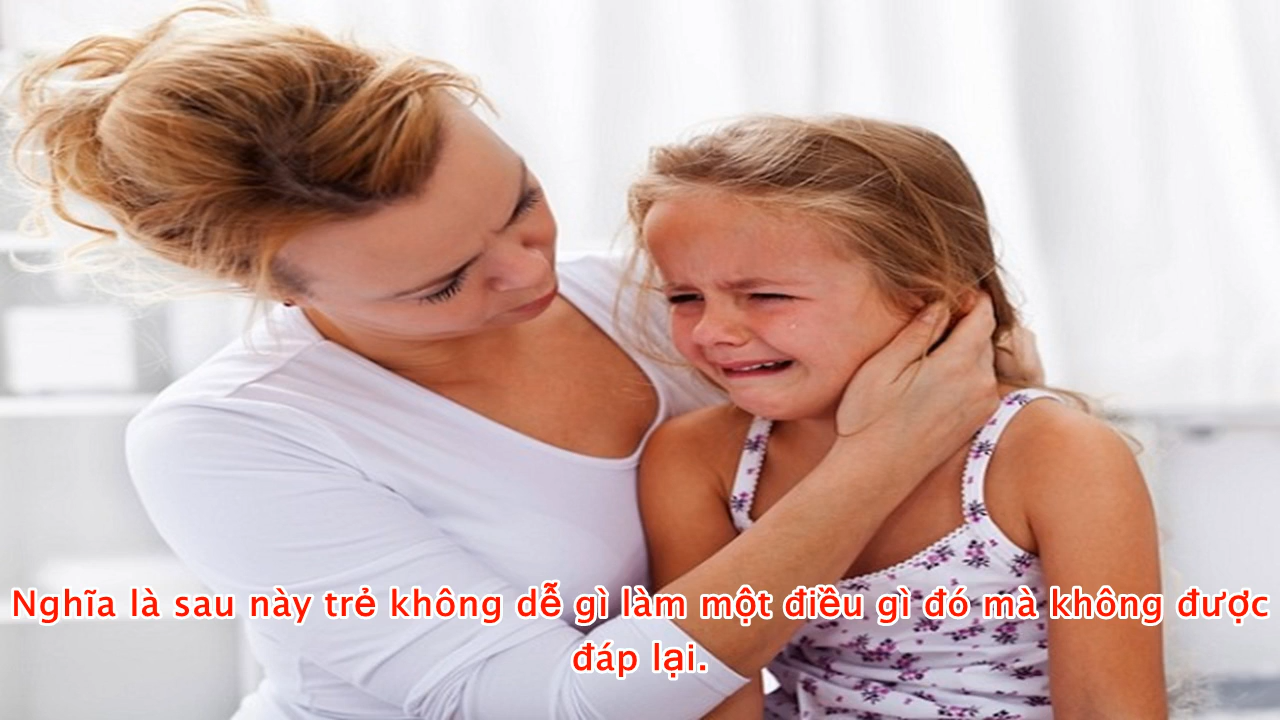 Nghĩa là sau này trẻ không dễ gì làm một điều gì đó mà không được
đáp lại.